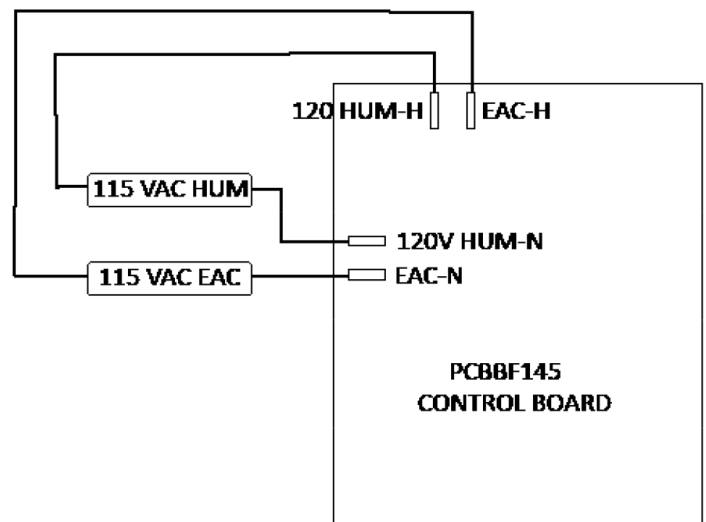 120 HUM-H
EAC-H
115 VAC HUM
120V HUM-N
115 VAC EAC
EAC-N
PCBBF145
CONTROL BOARD